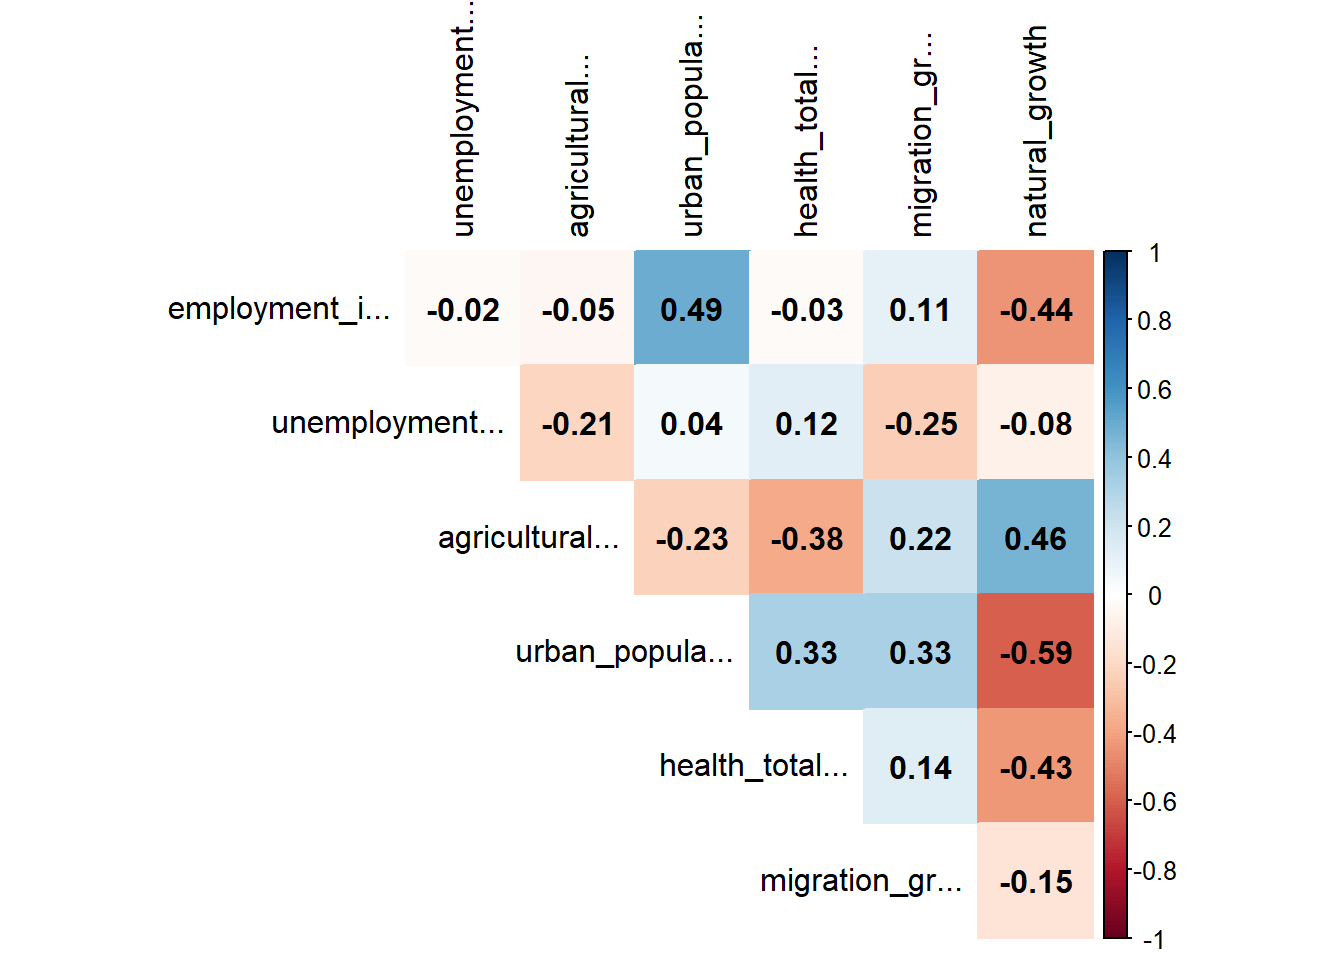 unemployment...
agricultural...
urban_popula...
health_total...
migration_gr...
natural_growth
employment_i... -0.02 -0.05 0.49 -0.03 0.11 -0.44
unemployment... -0.21 0.04 0.12 -0.25 -0.08
agricultural... -0.23 -0.38 0.22 0.46
urban_popula... 0.33 0.33 -0.59
health_total... 0.14 -0.43
migration_gr... -0.15
1
0.8
0.6
0.4
0.2
0
-0.2
-0.4
-0.6
-0.8
-1